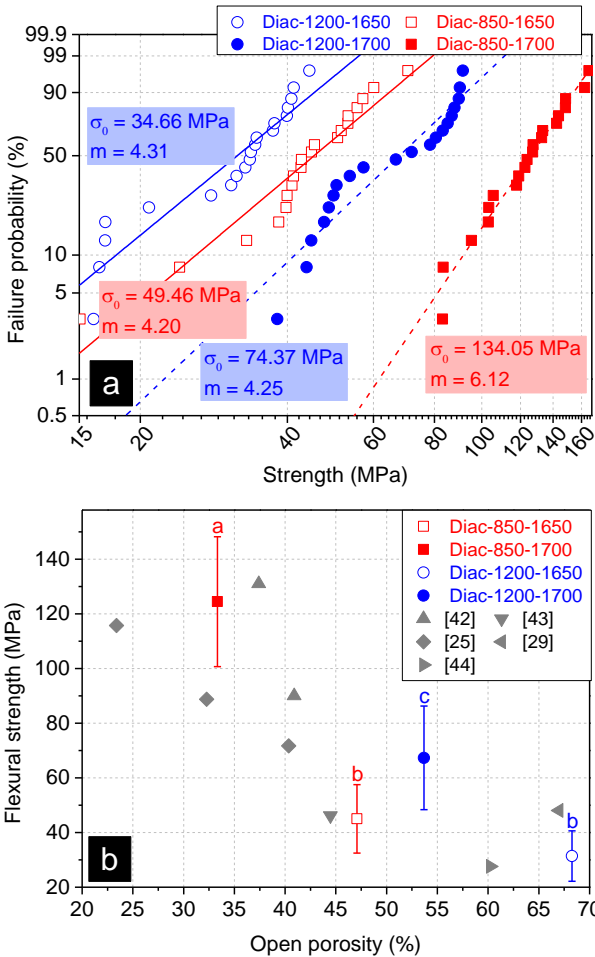 Diac-1200-1650 Diac-850-1650
Diac-1200-1700 Diac-850-1700
99.9
99
90
50
10
5
1
0.5
Failure probability (%)
σ0 = 34.66 MPa
m = 4.31
σ0 = 49.46 MPa
m = 4.20
σ0 = 74.37 MPa
m = 4.25
σ0 = 134.05 MPa
m = 6.12
a
15 20 40 60 80 100 120 140 160
Strength (MPa)
Diac-850-1650
Diac-850-1700
Diac-1200-1650
Diac-1200-1700
[42] [43]
[25] [29]
[44]
140
120
100
80
60
40
20
Flexural strength (MPa)
a
b
c
b
b
20 25 30 35 40 45 50 55 60 65 70
Open porosity (%)